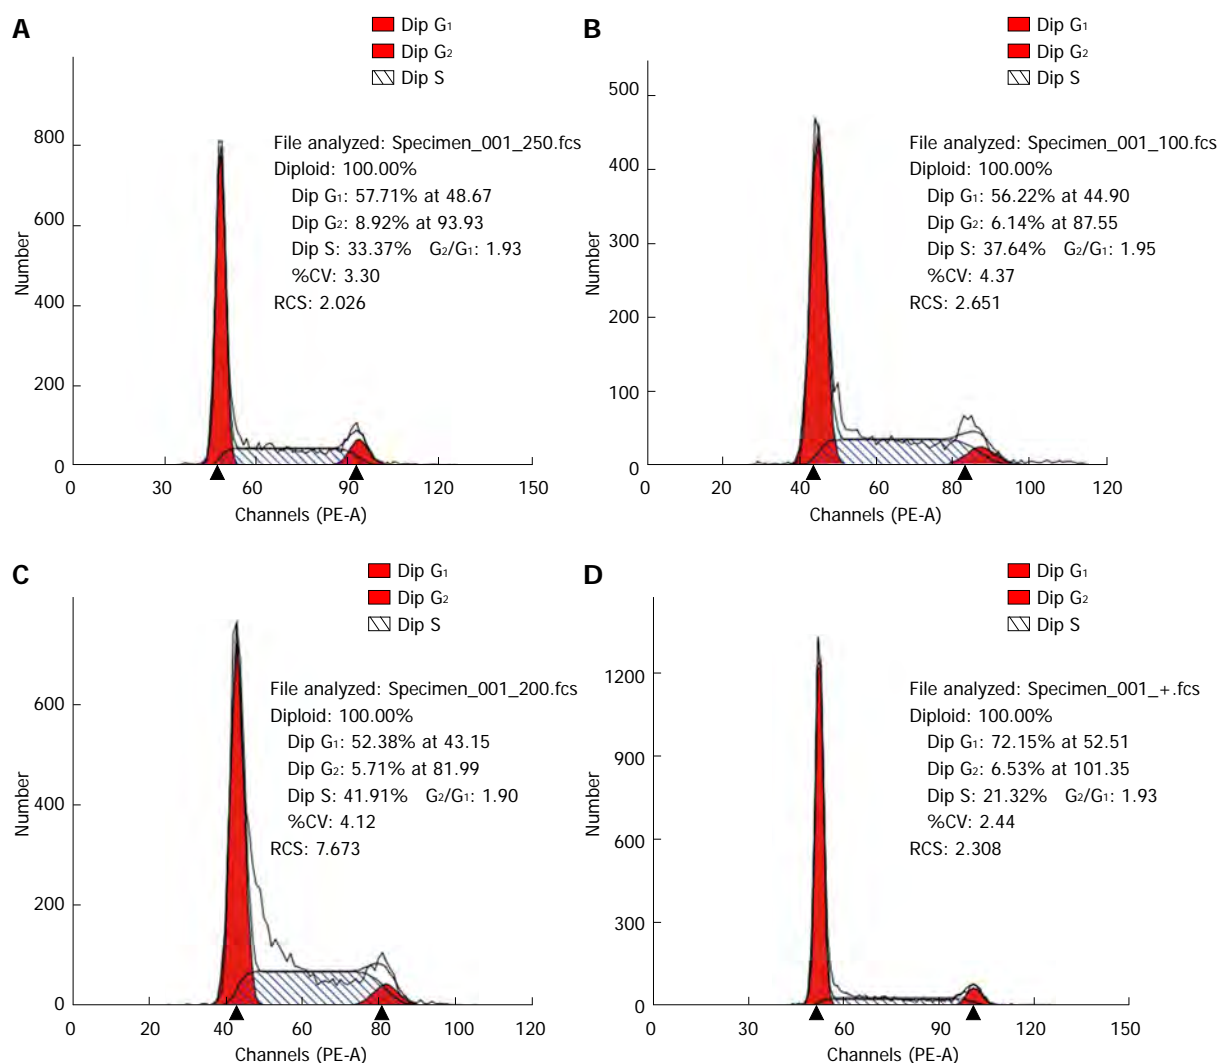 A
Dip G1
Dip G2
Dip S
File analyzed: Specimen_001_250.fcs
Diploid: 100.00%
Dip G1: 57.71% at 48.67
Dip G2: 8.92% at 93.93
Dip S: 33.37% G2/G1: 1.93
%CV: 3.30
RCS: 2.026
Number
800
600
400
200
0
0 30 60 90 120 150
Channels (PE-A)
B
Dip G1
Dip G2
Dip S
File analyzed: Specimen_001_100.fcs
Diploid: 100.00%
Dip G1: 56.22% at 44.90
Dip G2: 6.14% at 87.55
Dip S: 37.64% G2/G1: 1.95
%CV: 4.37
RCS: 2.651
Number
500
400
300
200
100
0
0 20 40 60 80 100 120
Channels (PE-A)
C
Dip G1
Dip G2
Dip S
File analyzed: Specimen_001_200.fcs
Diploid: 100.00%
Dip G1: 52.38% at 43.15
Dip G2: 5.71% at 81.99
Dip S: 41.91% G2/G1: 1.90
%CV: 4.12
RCS: 7.673
Number
600
400
200
0
0 20 40 60 80 100 120
Channels (PE-A)
D
Dip G1
Dip G2
Dip S
File analyzed: Specimen_001_+.fcs
Diploid: 100.00%
Dip G1: 72.15% at 52.51
Dip G2: 6.53% at 101.35
Dip S: 21.32% G2/G1: 1.93
%CV: 2.44
RCS: 2.308
Number
1200
900
600
300
0
0 30 60 90 120 150
Channels (PE-A)